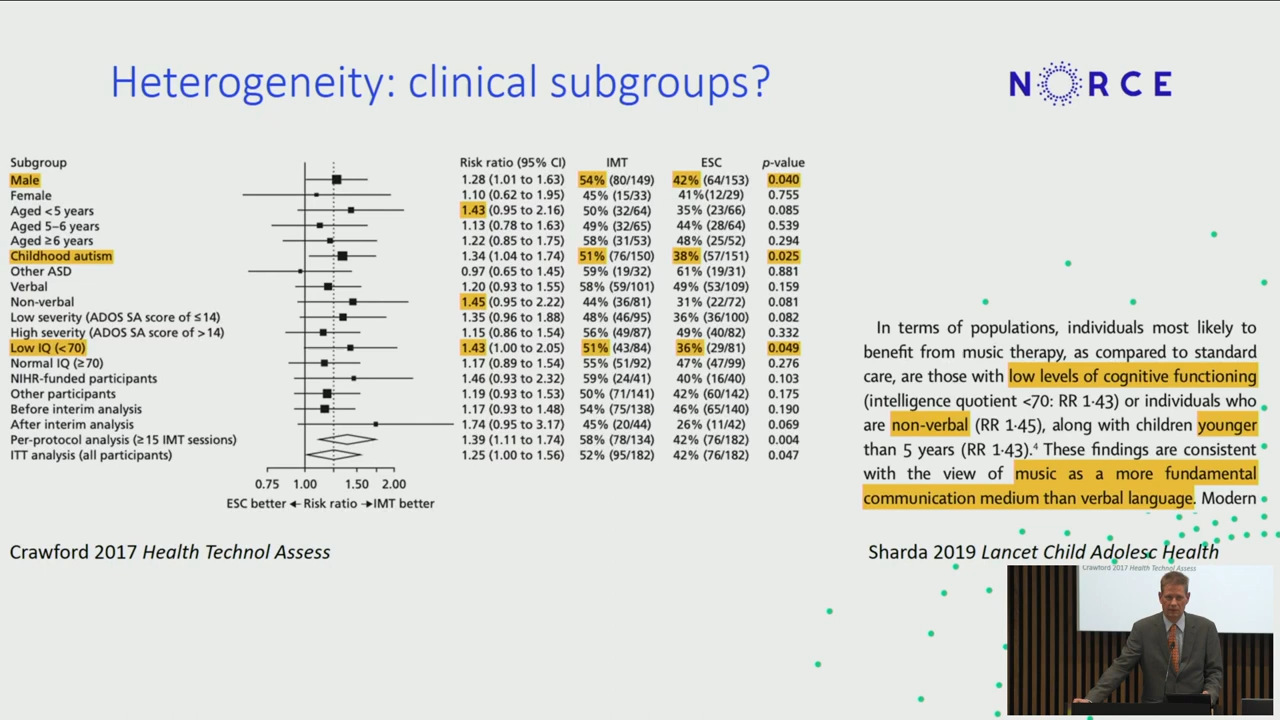 Heterogeneity: clinical subgroups?
NORCE
Subgroup Risk ratio (95% CI) IMT ESC p-value
Male 1.28 (1.01 to 1.63) 54% (80/149) 42% (64/153) 0.040
Female 1.10 (0.62 to 1.95) 45% (15/33) 41% (12/29) 0.755
Aged <5 years 1.43 (0.95 to 2.16) 50% (32/64) 35% (23/66) 0.085
Aged 5–6 years 1.13 (0.78 to 1.63) 49% (32/65) 44% (28/64) 0.539
Aged ≥6 years 1.22 (0.85 to 1.75) 58% (31/53) 48% (25/52) 0.294
Childhood autism 1.34 (1.04 to 1.74) 51% (76/150) 38% (57/151) 0.025
Other ASD 0.97 (0.65 to 1.45) 59% (19/32) 61% (19/31) 0.881
Verbal 1.20 (0.93 to 1.55) 58% (59/101) 49% (53/109) 0.159
Non-verbal 1.45 (0.95 to 2.22) 44% (36/81) 31% (22/72) 0.081
Low severity (ADOS SA score of ≤14) 1.35 (0.96 to 1.88) 48% (46/95) 36% (36/100) 0.082
High severity (ADOS SA score of >14) 1.15 (0.86 to 1.54) 56% (49/87) 49% (40/82) 0.332
Low IQ (<70) 1.43 (1.00 to 2.05) 51% (43/84) 36% (29/81) 0.049
Normal IQ (≥70) 1.17 (0.89 to 1.54) 55% (51/92) 47% (47/99) 0.276
NIHR-funded participants 1.46 (0.93 to 2.32) 59% (24/41) 40% (16/40) 0.103
Other participants 1.19 (0.93 to 1.53) 50% (71/141) 42% (60/142) 0.175
Before interim analysis 1.17 (0.93 to 1.48) 54% (75/138) 46% (65/140) 0.190
After interim analysis 1.74 (0.95 to 3.17) 45% (20/44) 26% (11/42) 0.069
Per-protocol analysis (≥15 IMT sessions) 1.39 (1.11 to 1.74) 58% (78/134) 42% (76/182) 0.004
ITT analysis (all participants) 1.25 (1.00 to 1.56) 52% (95/182) 42% (76/182) 0.047
0.75 1.00 1.50 2.00
ESC better ← Risk ratio → IMT better
Crawford 2017 Health Technol Assess
In terms of populations, individuals most likely to
benefit from music therapy, as compared to standard
care, are those with low levels of cognitive functioning
(intelligence quotient <70: RR 1·43) or individuals who
are non-verbal (RR 1·45), along with children younger
than 5 years (RR 1·43).⁴ These findings are consistent
with the view of music as a more fundamental
communication medium than verbal language. Modern
Sharda 2019 Lancet Child Adolesc Health
Crawford 2017 Health Technol Assess